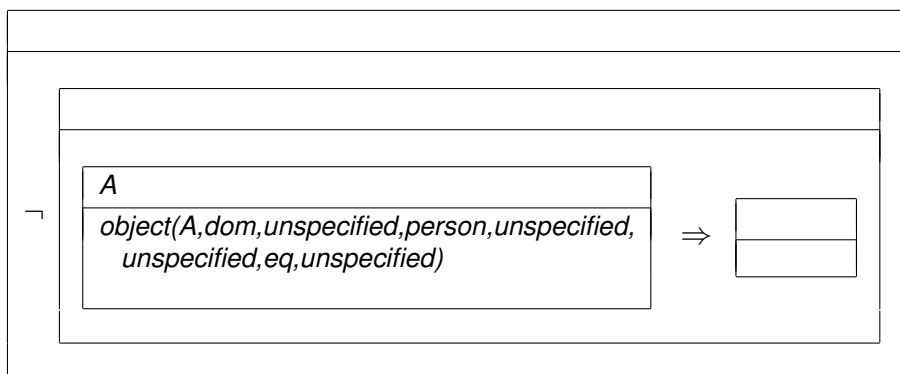 A
¬ object(A,dom,unspecified,person,unspecified, ⇒
unspecified,eq,unspecified)